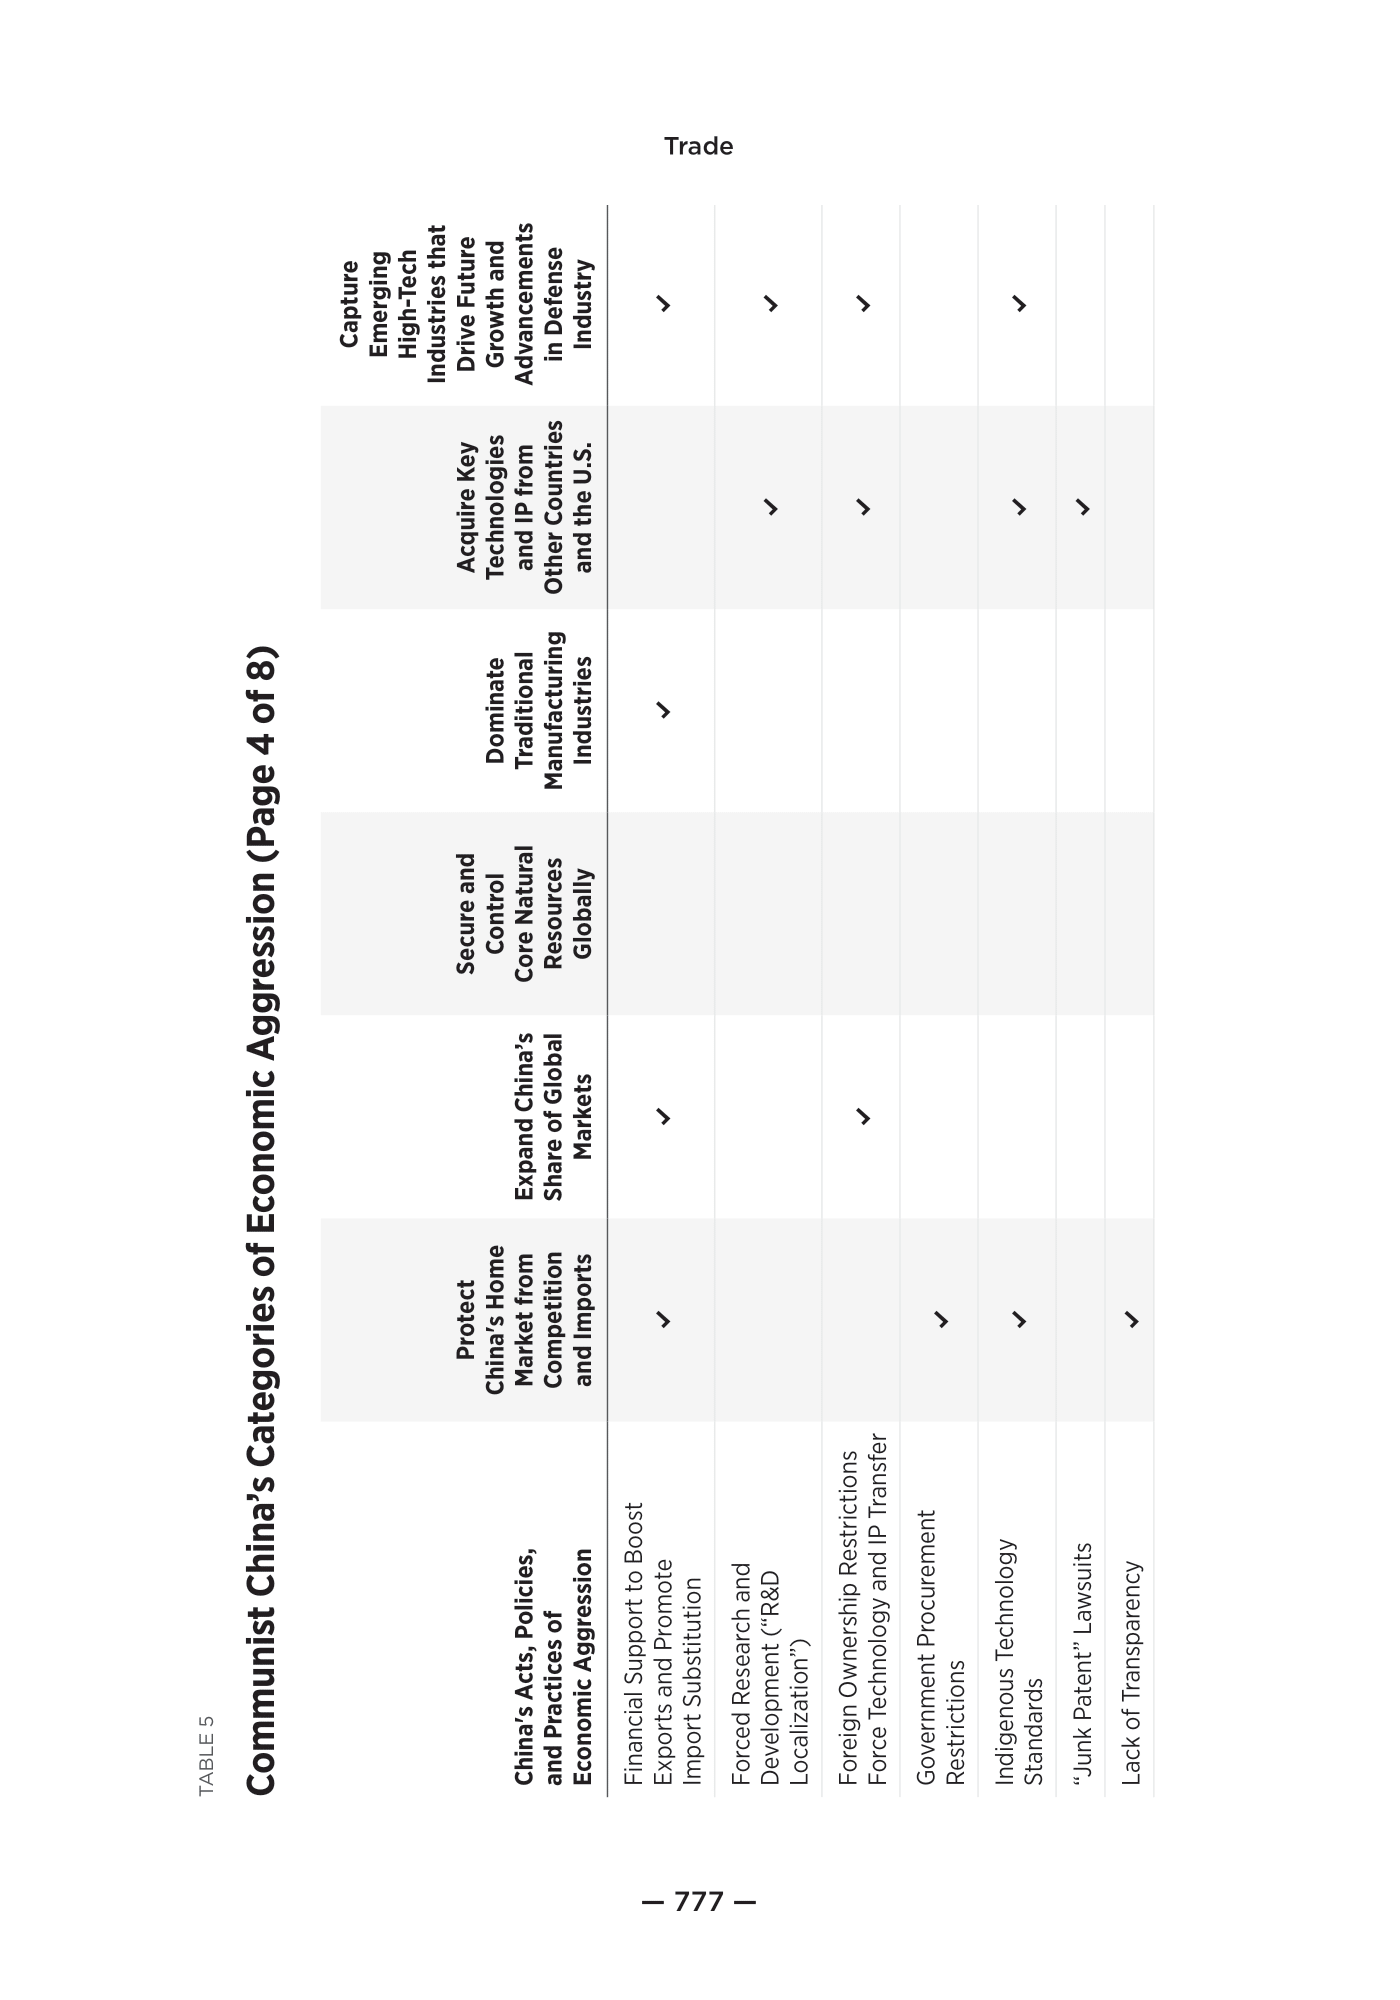 Trade
TABLE 5
Communist China’s Categories of Economic Aggression (Page 4 of 8)
China’s Acts, Policies,
and Practices of
Economic Aggression
Protect
China’s Home
Market from
Competition
and Imports
Expand China’s
Share of Global
Markets
Secure and
Control
Core Natural
Resources
Globally
Dominate
Traditional
Manufacturing
Industries
Acquire Key
Technologies
and IP from
Other Countries
and the U.S.
Capture
Emerging
High-Tech
Industries that
Drive Future
Growth and
Advancements
in Defense
Industry
Financial Support to Boost
Exports and Promote
Import Substitution
✓ ✓ ✓ ✓
Forced Research and
Development (“R&D
Localization”)
✓ ✓
Foreign Ownership Restrictions
Force Technology and IP Transfer
✓ ✓ ✓
Government Procurement
Restrictions
✓
Indigenous Technology
Standards
✓ ✓ ✓
“Junk Patent” Lawsuits
✓
Lack of Transparency
✓
— 777 —